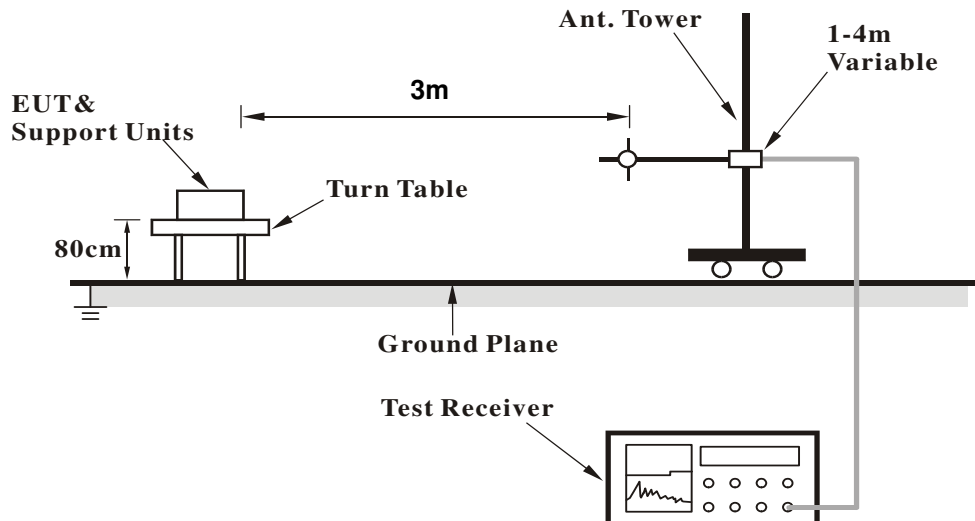 Ant. Tower
1-4m
Variable
3m
EUT&
Support Units
Turn Table
80cm
Ground Plane
Test Receiver